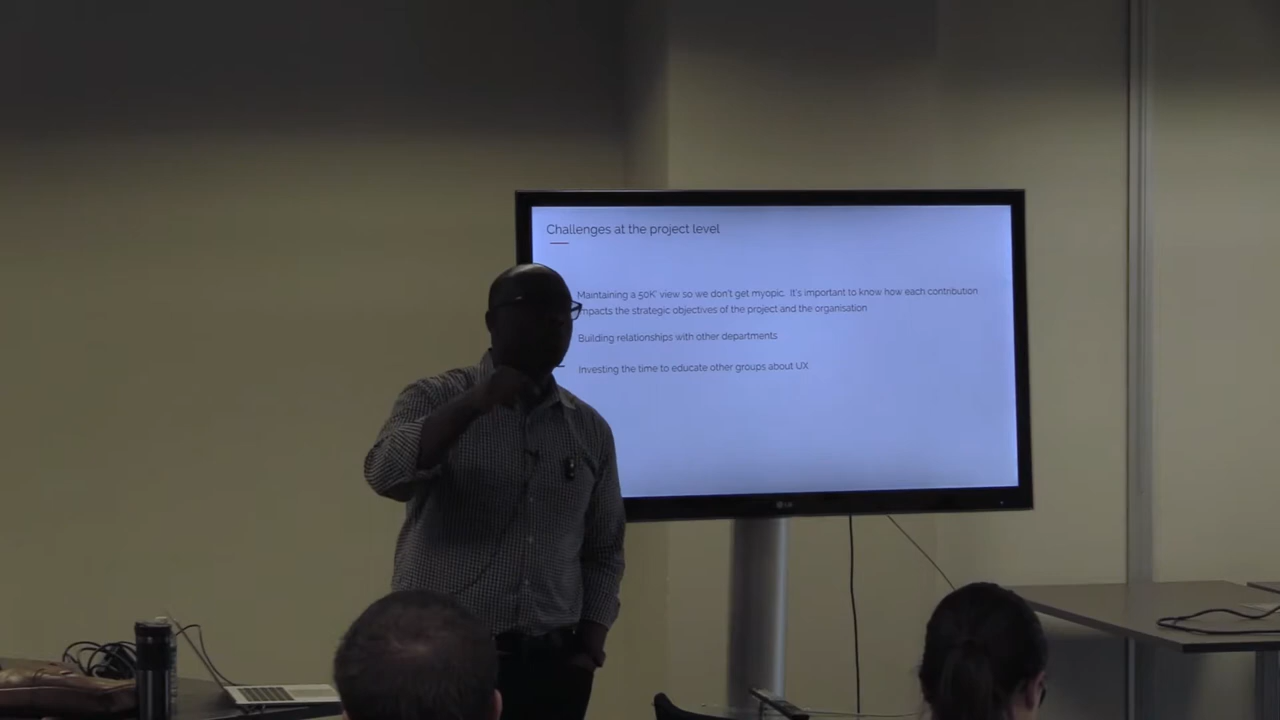 Challenges at the project level
Maintaining a 50K' view so we don't get myopic. It's important to know how each contribution
impacts the strategic objectives of the project and the organisation
Building relationships with other departments
Investing the time to educate other groups about UX
LG